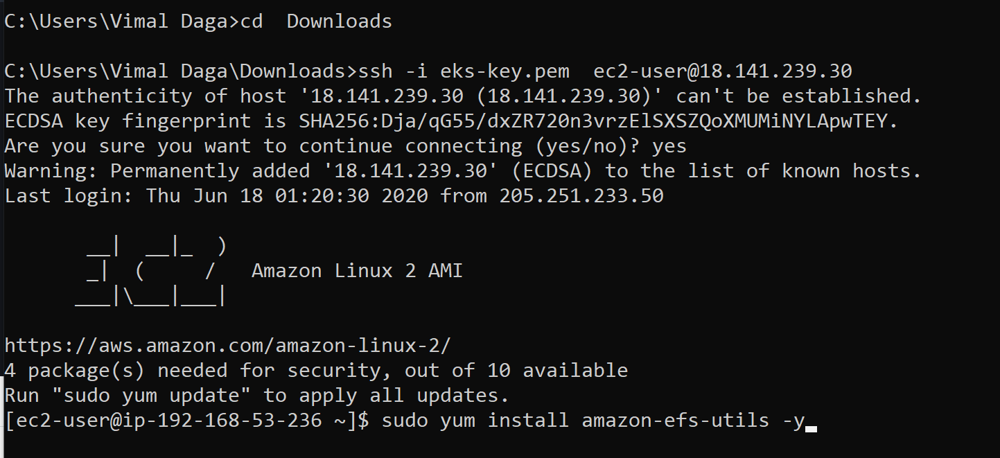 C:\Users\Vimal Daga>cd  Downloads
C:\Users\Vimal Daga\Downloads>ssh -i eks-key.pem  ec2-user@18.141.239.30
The authenticity of host '18.141.239.30 (18.141.239.30)' can't be established.
ECDSA key fingerprint is SHA256:Dja/qG55/dxZR720n3vrzElSXSZQoXMUMiNYLApwTEY.
Are you sure you want to continue connecting (yes/no)? yes
Warning: Permanently added '18.141.239.30' (ECDSA) to the list of known hosts.
Last login: Thu Jun 18 01:20:30 2020 from 205.251.233.50
       __|  __|_  )
       _|  (     /   Amazon Linux 2 AMI
      ___|\___|___|
https://aws.amazon.com/amazon-linux-2/
4 package(s) needed for security, out of 10 available
Run "sudo yum update" to apply all updates.
[ec2-user@ip-192-168-53-236 ~]$ sudo yum install amazon-efs-utils -y